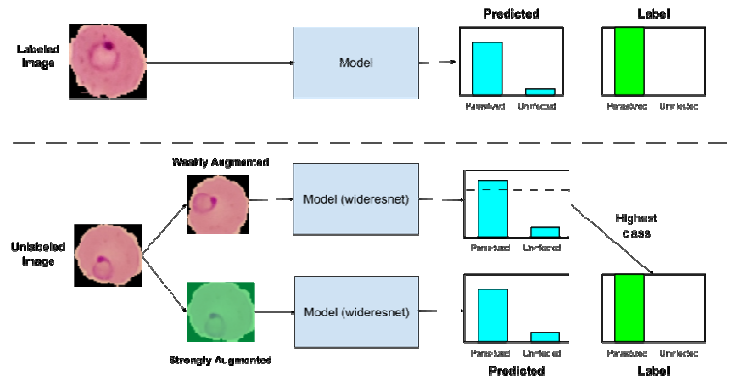 Predicted
Label
Labeled
Image
Model
Parasitized
Uninfected
Parasitized
Uninfected
Weakly Augmented
Model (wideresnet)
Parasitized
Uninfected
Highest
class
Unlabeled
Image
Model (wideresnet)
Strongly Augmented
Parasitized
Uninfected
Parasitized
Uninfected
Predicted
Label